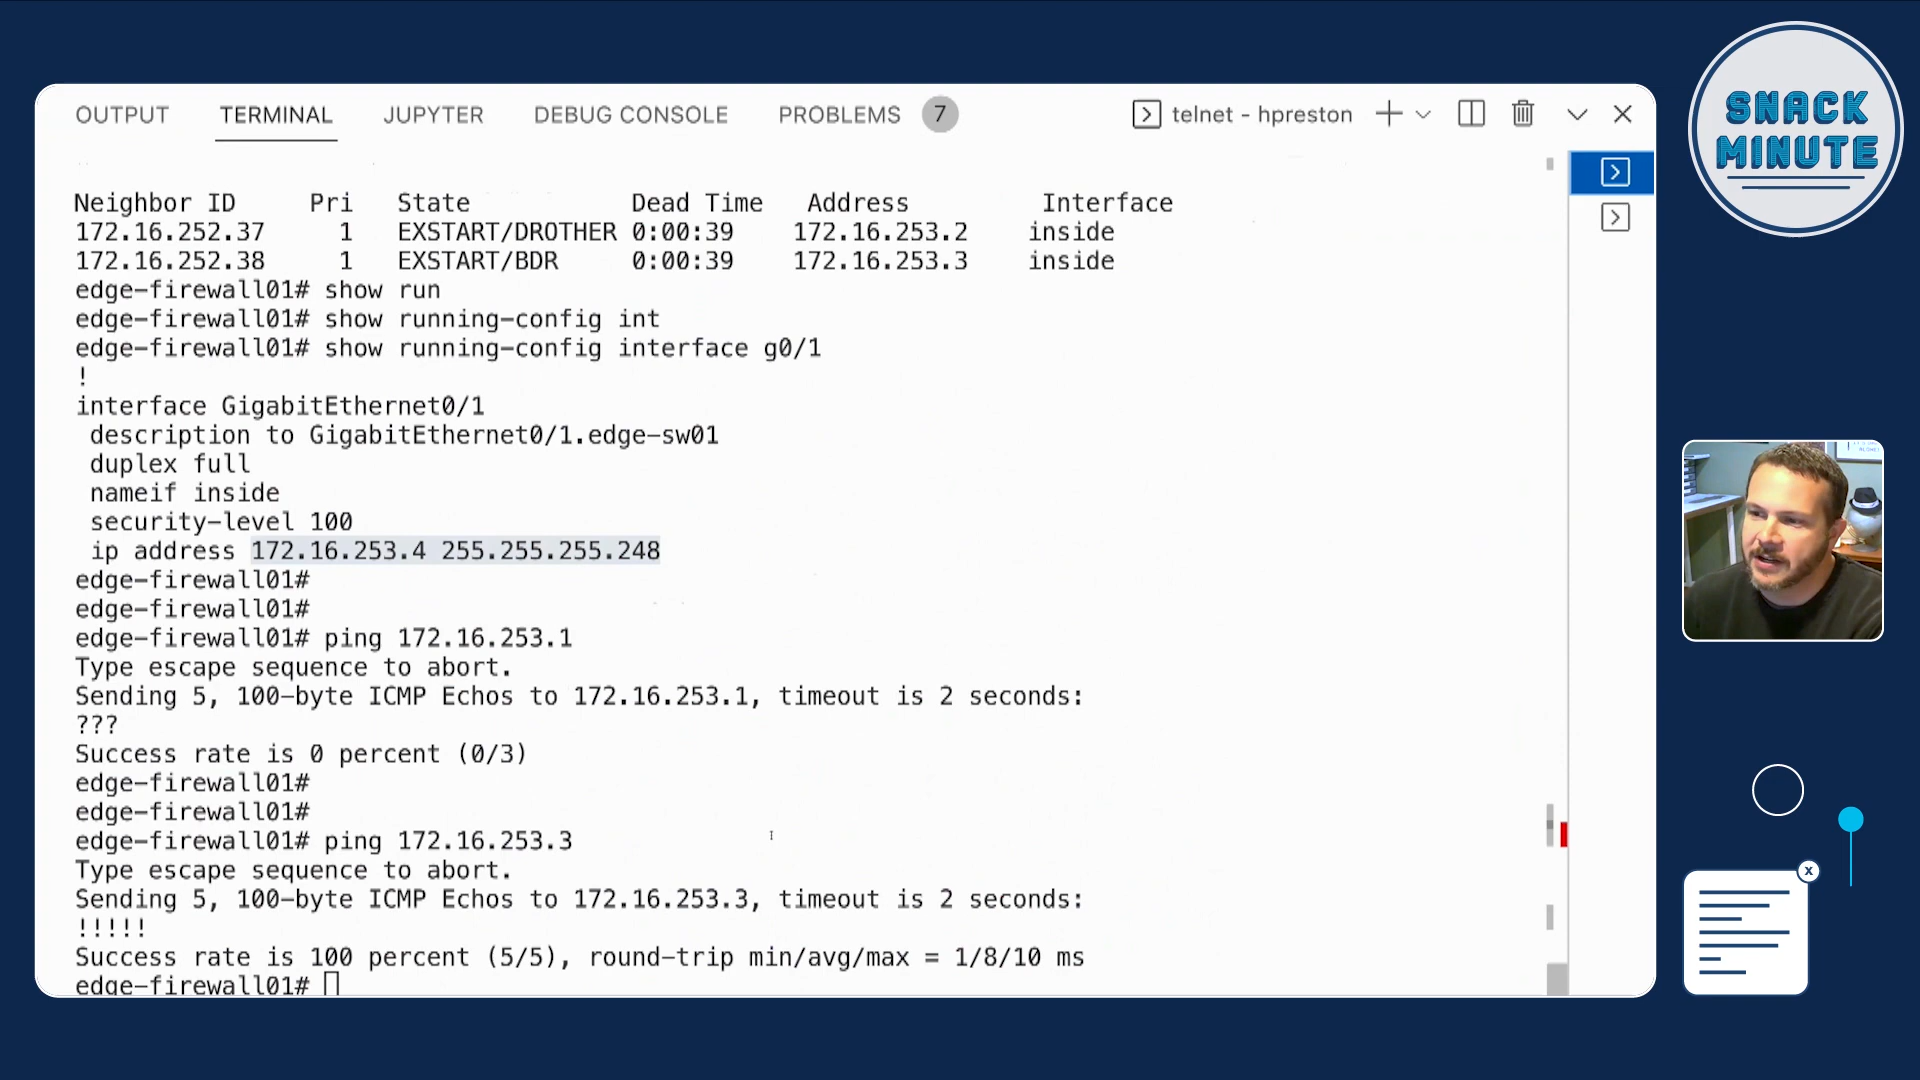 SNACK
MINUTE
OUTPUT TERMINAL JUPYTER DEBUG CONSOLE PROBLEMS 7 telnet - hpreston
Neighbor ID Pri State Dead Time Address Interface
172.16.252.37 1 EXSTART/DROTHER 0:00:39 172.16.253.2 inside
172.16.252.38 1 EXSTART/BDR 0:00:39 172.16.253.3 inside
edge-firewall01# show run
edge-firewall01# show running-config int
edge-firewall01# show running-config interface g0/1
!
interface GigabitEthernet0/1
description to GigabitEthernet0/1.edge-sw01
duplex full
nameif inside
security-level 100
ip address 172.16.253.4 255.255.255.248
edge-firewall01#
edge-firewall01#
edge-firewall01# ping 172.16.253.1
Type escape sequence to abort.
Sending 5, 100-byte ICMP Echos to 172.16.253.1, timeout is 2 seconds:
???
Success rate is 0 percent (0/3)
edge-firewall01#
edge-firewall01#
edge-firewall01# ping 172.16.253.3
Type escape sequence to abort.
Sending 5, 100-byte ICMP Echos to 172.16.253.3, timeout is 2 seconds:
!!!!!
Success rate is 100 percent (5/5), round-trip min/avg/max = 1/8/10 ms
edge-firewall01#
x